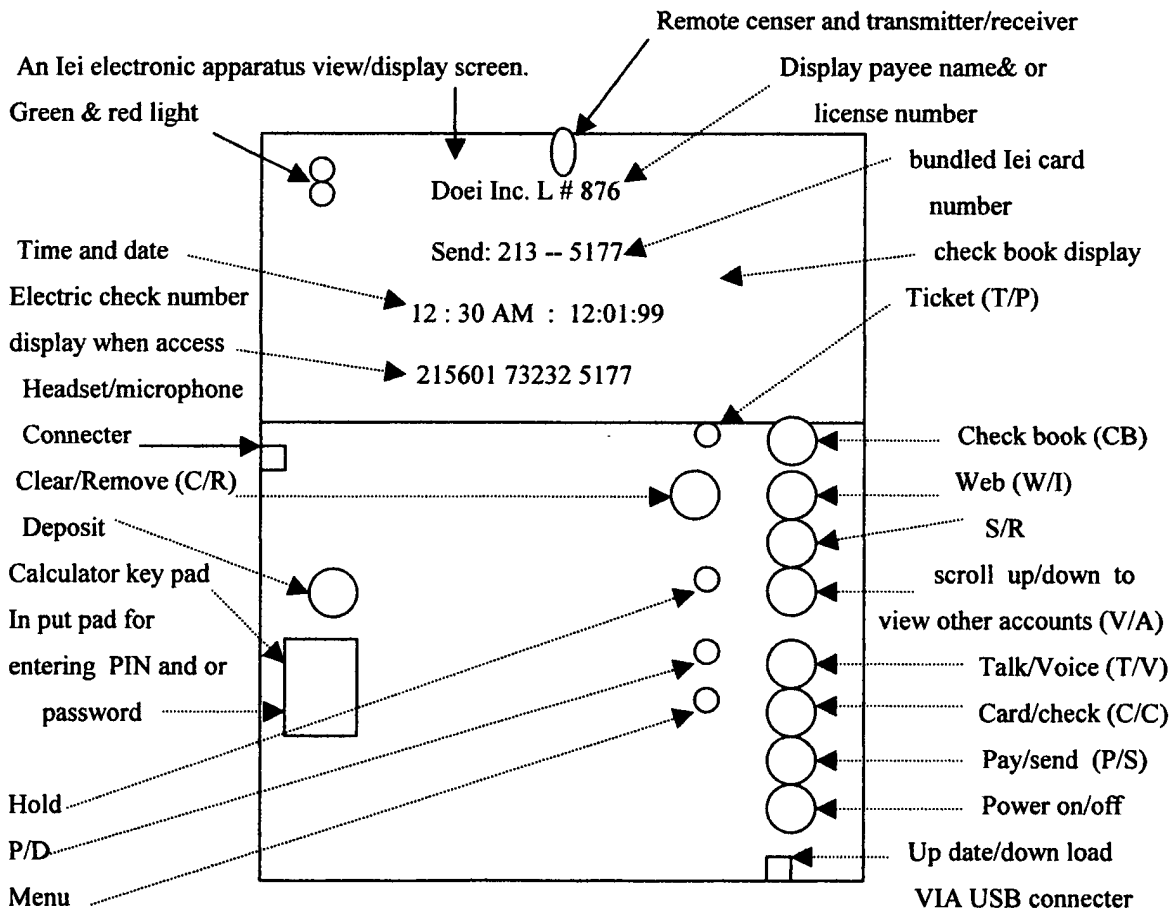 Remote censer and transmitter/receiver
An Iei electronic apparatus view/display screen.
Display payee name& or
license number
Green & red light
bundled Iei card
number
Doei Inc. L # 876
Send: 213 -- 5177
Time and date
check book display
Electric check number
display when access
12 : 30 AM : 12:01:99
Ticket (T/P)
215601 73232 5177
Headset/microphone
Connecter
Check book (CB)
Clear/Remove (C/R)
Web (W/I)
Deposit
S/R
Calculator key pad
scroll up/down to
view other accounts (V/A)
In put pad for
entering PIN and or
password
Talk/Voice (T/V)
Card/check (C/C)
Pay/send (P/S)
Hold
Power on/off
P/D
Up date/down load
VIA USB connecter
Menu